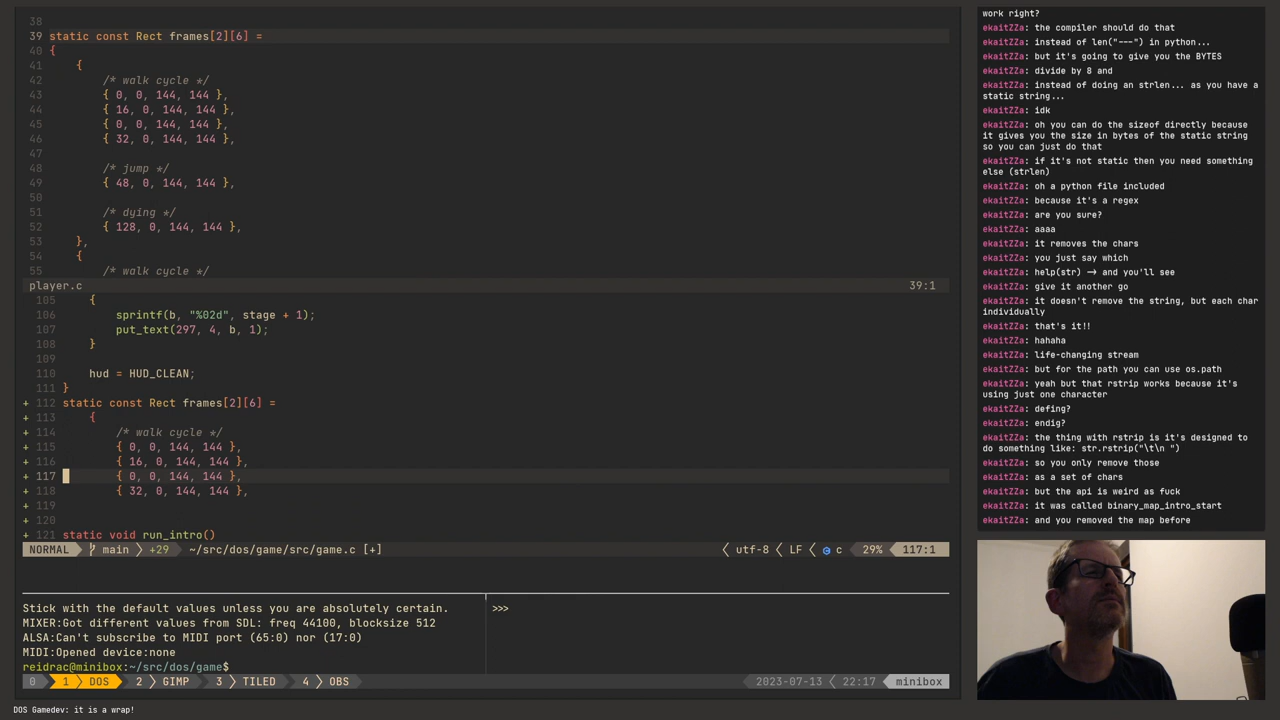 38
39 static const Rect frames[2][6] =
40 {
41 {
42 /* walk cycle */
43 { 0, 0, 144, 144 },
44 { 16, 0, 144, 144 },
45 { 0, 0, 144, 144 },
46 { 32, 0, 144, 144 },
47
48 /* jump */
49 { 48, 0, 144, 144 },
50
51 /* dying */
52 { 128, 0, 144, 144 },
53 },
54 {
55 /* walk cycle */
player.c 39:1
105 {
106 sprintf(b, "%02d", stage + 1);
107 put_text(297, 4, b, 1);
108 }
109
110 hud = HUD_CLEAN;
111 }
+ 112 static const Rect frames[2][6] =
+ 113 {
+ 114 /* walk cycle */
+ 115 { 0, 0, 144, 144 },
+ 116 { 16, 0, 144, 144 },
+ 117 { 0, 0, 144, 144 },
+ 118 { 32, 0, 144, 144 },
+ 119
+ 120
+ 121 static void run_intro()
NORMAL main +29 ~/src/dos/game/src/game.c [+] utf-8 LF c 29% 117:1
Stick with the default values unless you are absolutely certain.
MIXER:Got different values from SDL: freq 44100, blocksize 512
ALSA:Can't subscribe to MIDI port (65:0) nor (17:0)
MIDI:Opened device:none
reidrac@minibox:~/src/dos/game$
>>>
0 1 DOS 2 GIMP 3 TILED 4 OBS 2023-07-13 22:17 minibox
DOS Gamedev: it is a wrap!
work right?
ekaitZZa: the compiler should do that
ekaitZZa: instead of len("---") in python...
ekaitZZa: but it's going to give you the BYTES
ekaitZZa: divide by 8 and
ekaitZZa: instead of doing an strlen... as you have a
static string...
ekaitZZa: idk
ekaitZZa: oh you can do the sizeof directly because
it gives you the size in bytes of the static string
so you can just do that
ekaitZZa: if it's not static then you need something
else (strlen)
ekaitZZa: oh a python file included
ekaitZZa: because it's a regex
ekaitZZa: are you sure?
ekaitZZa: aaaa
ekaitZZa: it removes the chars
ekaitZZa: you just say which
ekaitZZa: help(str) → and you'll see
ekaitZZa: give it another go
ekaitZZa: it doesn't remove the string, but each char
individually
ekaitZZa: that's it!!
ekaitZZa: hahaha
ekaitZZa: life-changing stream
ekaitZZa: but for the path you can use os.path
ekaitZZa: yeah but that rstrip works because it's
using just one character
ekaitZZa: defing?
ekaitZZa: endig?
ekaitZZa: the thing with rstrip is it's designed to
do something like: str.rstrip("\t\n ")
ekaitZZa: so you only remove those
ekaitZZa: as a set of chars
ekaitZZa: but the api is weird as fuck
ekaitZZa: it was called binary_map_intro_start
ekaitZZa: and you removed the map before